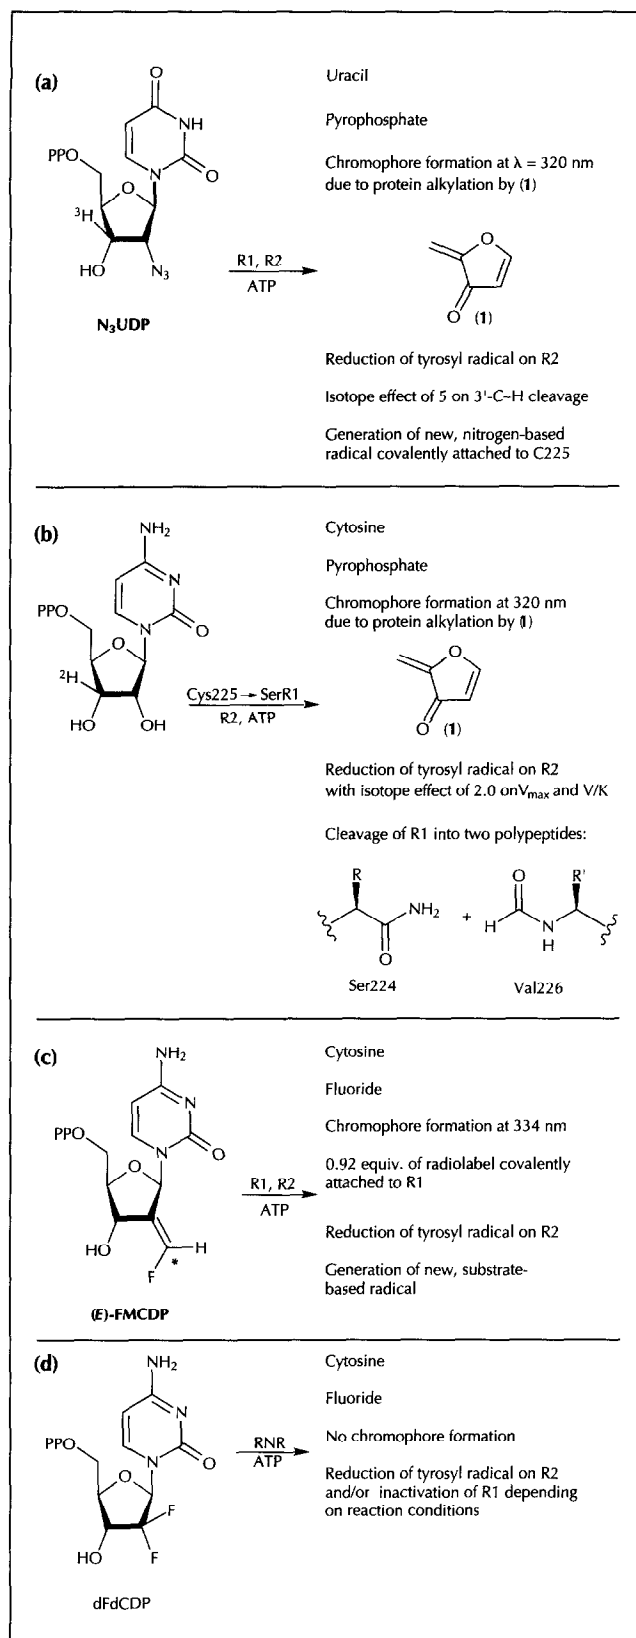 (a)
O
NH
PPO
N
O
O
³H
HO
N₃
N₃UDP
R1, R2
ATP
Uracil
Pyrophosphate
Chromophore formation at λ = 320 nm
due to protein alkylation by (1)
O
O
(1)
Reduction of tyrosyl radical on R2
Isotope effect of 5 on 3'-C–H cleavage
Generation of new, nitrogen-based
radical covalently attached to C225
(b)
NH₂
N
PPO
N
O
O
²H
HO
OH
Cys225→SerR1
R2, ATP
Cytosine
Pyrophosphate
Chromophore formation at 320 nm
due to protein alkylation by (1)
O
O
(1)
Reduction of tyrosyl radical on R2
with isotope effect of 2.0 onVmax and V/K
Cleavage of R1 into two polypeptides:
R
NH₂
O
+
O
R'
H
N
H
Ser224
Val226
(c)
NH₂
N
PPO
N
O
O
HO
H
F
*
(E)-FMCDP
R1, R2
ATP
Cytosine
Fluoride
Chromophore formation at 334 nm
0.92 equiv. of radiolabel covalently
attached to R1
Reduction of tyrosyl radical on R2
Generation of new, substrate-
based radical
(d)
NH₂
N
PPO
N
O
O
F
HO
F
dFdCDP
RNR
ATP
Cytosine
Fluoride
No chromophore formation
Reduction of tyrosyl radical on R2
and/or inactivation of R1 depending
on reaction conditions